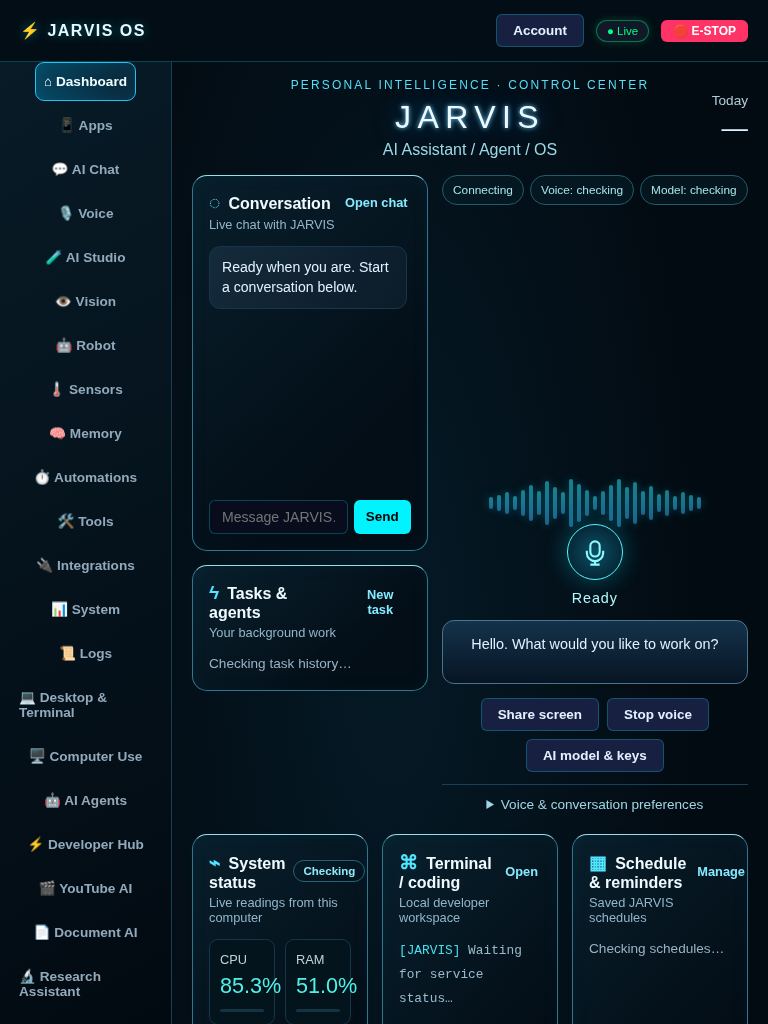 ⚡ JARVIS OS
Account
● Live
E-STOP
⌂ Dashboard
Apps
AI Chat
Voice
AI Studio
Vision
Robot
Sensors
Memory
Automations
Tools
Integrations
System
Logs
Desktop &
Terminal
Computer Use
AI Agents
Developer Hub
YouTube AI
Document AI
Research
Assistant
PERSONAL INTELLIGENCE · CONTROL CENTER
JARVIS
AI Assistant / Agent / OS
Today
—
Conversation
Open chat
Live chat with JARVIS
Ready when you are. Start
a conversation below.
Message JARVIS.
Send
Tasks &
agents
New
task
Your background work
Checking task history…
Connecting
Voice: checking
Model: checking
Ready
Hello. What would you like to work on?
Share screen
Stop voice
AI model & keys
▶ Voice & conversation preferences
System
status
Checking
Live readings from this
computer
CPU
85.3%
RAM
51.0%
⌘ Terminal
/ coding
Open
Local developer
workspace
[JARVIS] Waiting
for service
status…
Schedule
& reminders
Manage
Saved JARVIS
schedules
Checking schedules…